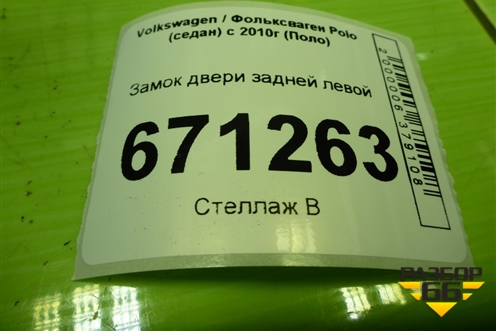 Volkswagen / Фольксваген Polo
(седан) с 2010г (Поло)
Замок двери задней левой
671263
Стеллаж В
2000006379108
РАЗБОР
66